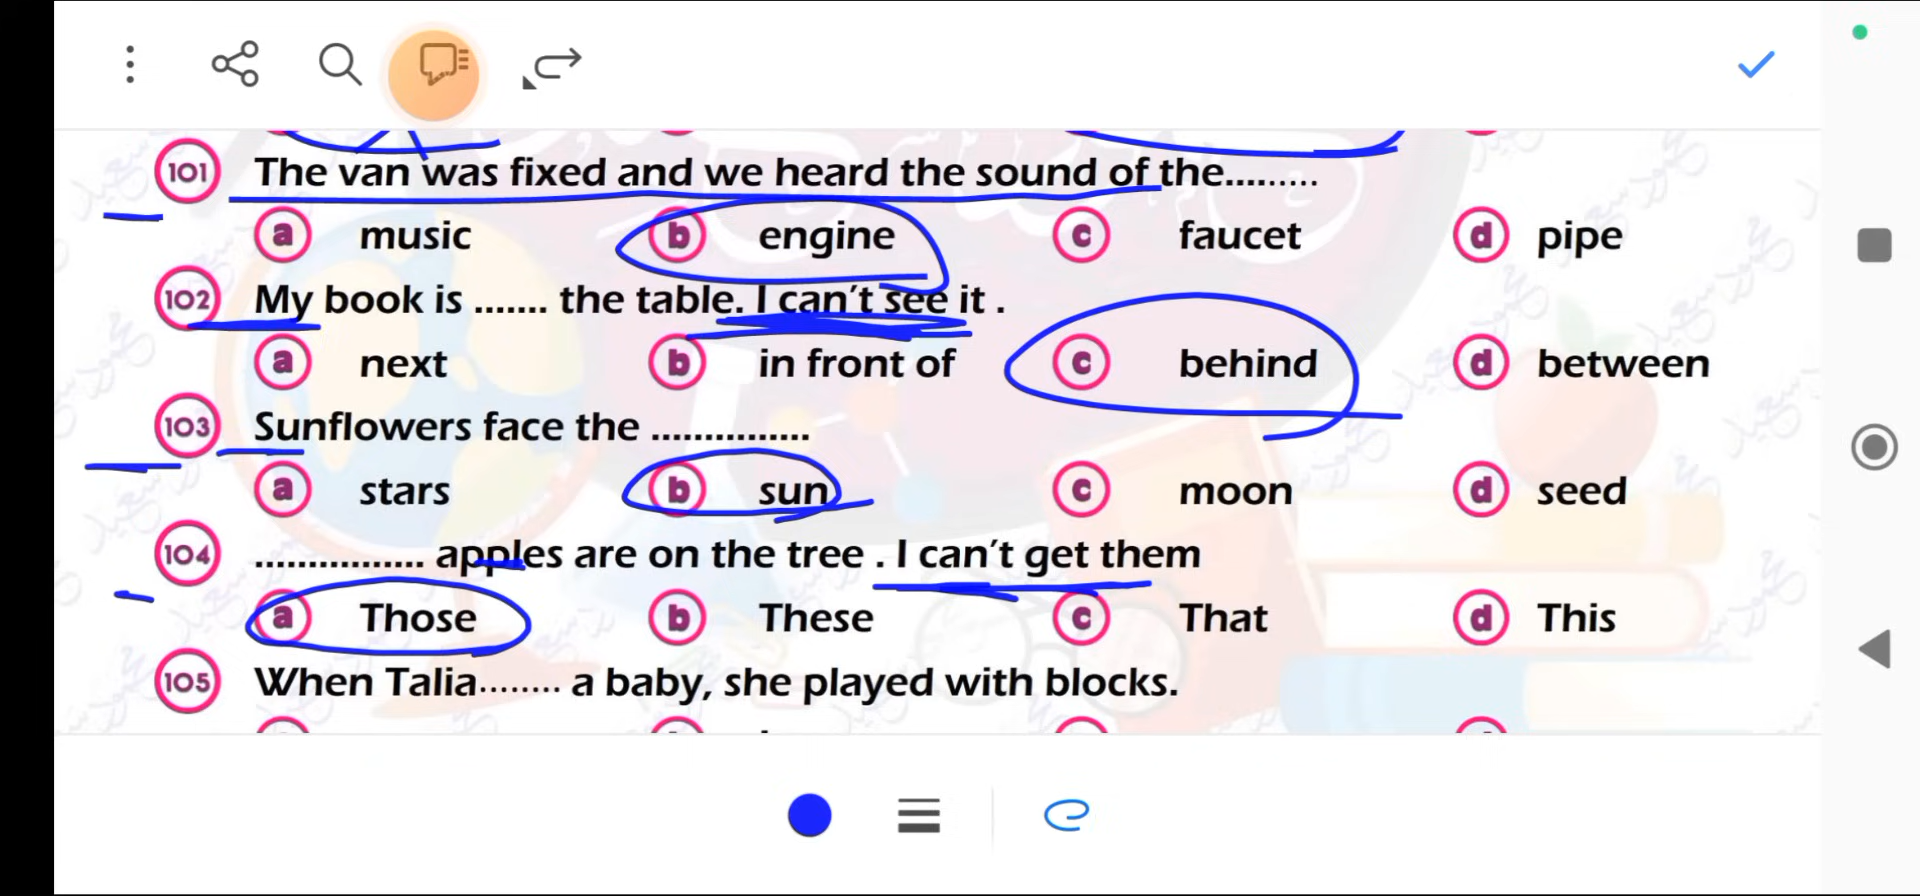 101 The van was fixed and we heard the sound of the..........
a music b engine c faucet d pipe
102 My book is ....... the table. I can't see it .
a next b in front of c behind d between
103 Sunflowers face the ...............
a stars b sun c moon d seed
104 ................ apples are on the tree . I can't get them
a Those b These c That d This
105 When Talia........ a baby, she played with blocks.